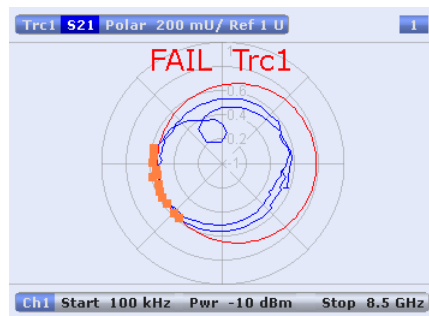 Trc1 S21 Polar 200 mU/ Ref 1 U 1
FAIL Trc1
1
0.6
0.4
0.2
-1
Ch1 Start 100 kHz Pwr -10 dBm Stop 8.5 GHz